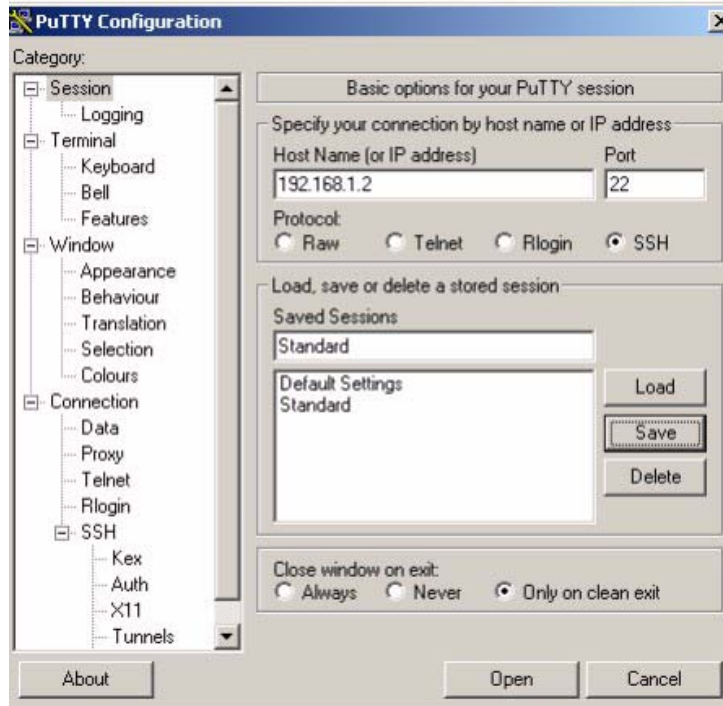 PuTTY Configuration
Category:
Session
Logging
Terminal
Keyboard
Bell
Features
Window
Appearance
Behaviour
Translation
Selection
Colours
Connection
Data
Proxy
Telnet
Rlogin
SSH
Kex
Auth
X11
Tunnels
Basic options for your PuTTY session
Specify your connection by host name or IP address
Host Name (or IP address) Port
192.168.1.2 22
Protocol:
Raw Telnet Rlogin SSH
Load, save or delete a stored session
Saved Sessions
Standard
Default Settings
Standard
Load
Save
Delete
Close window on exit:
Always Never Only on clean exit
About Open Cancel